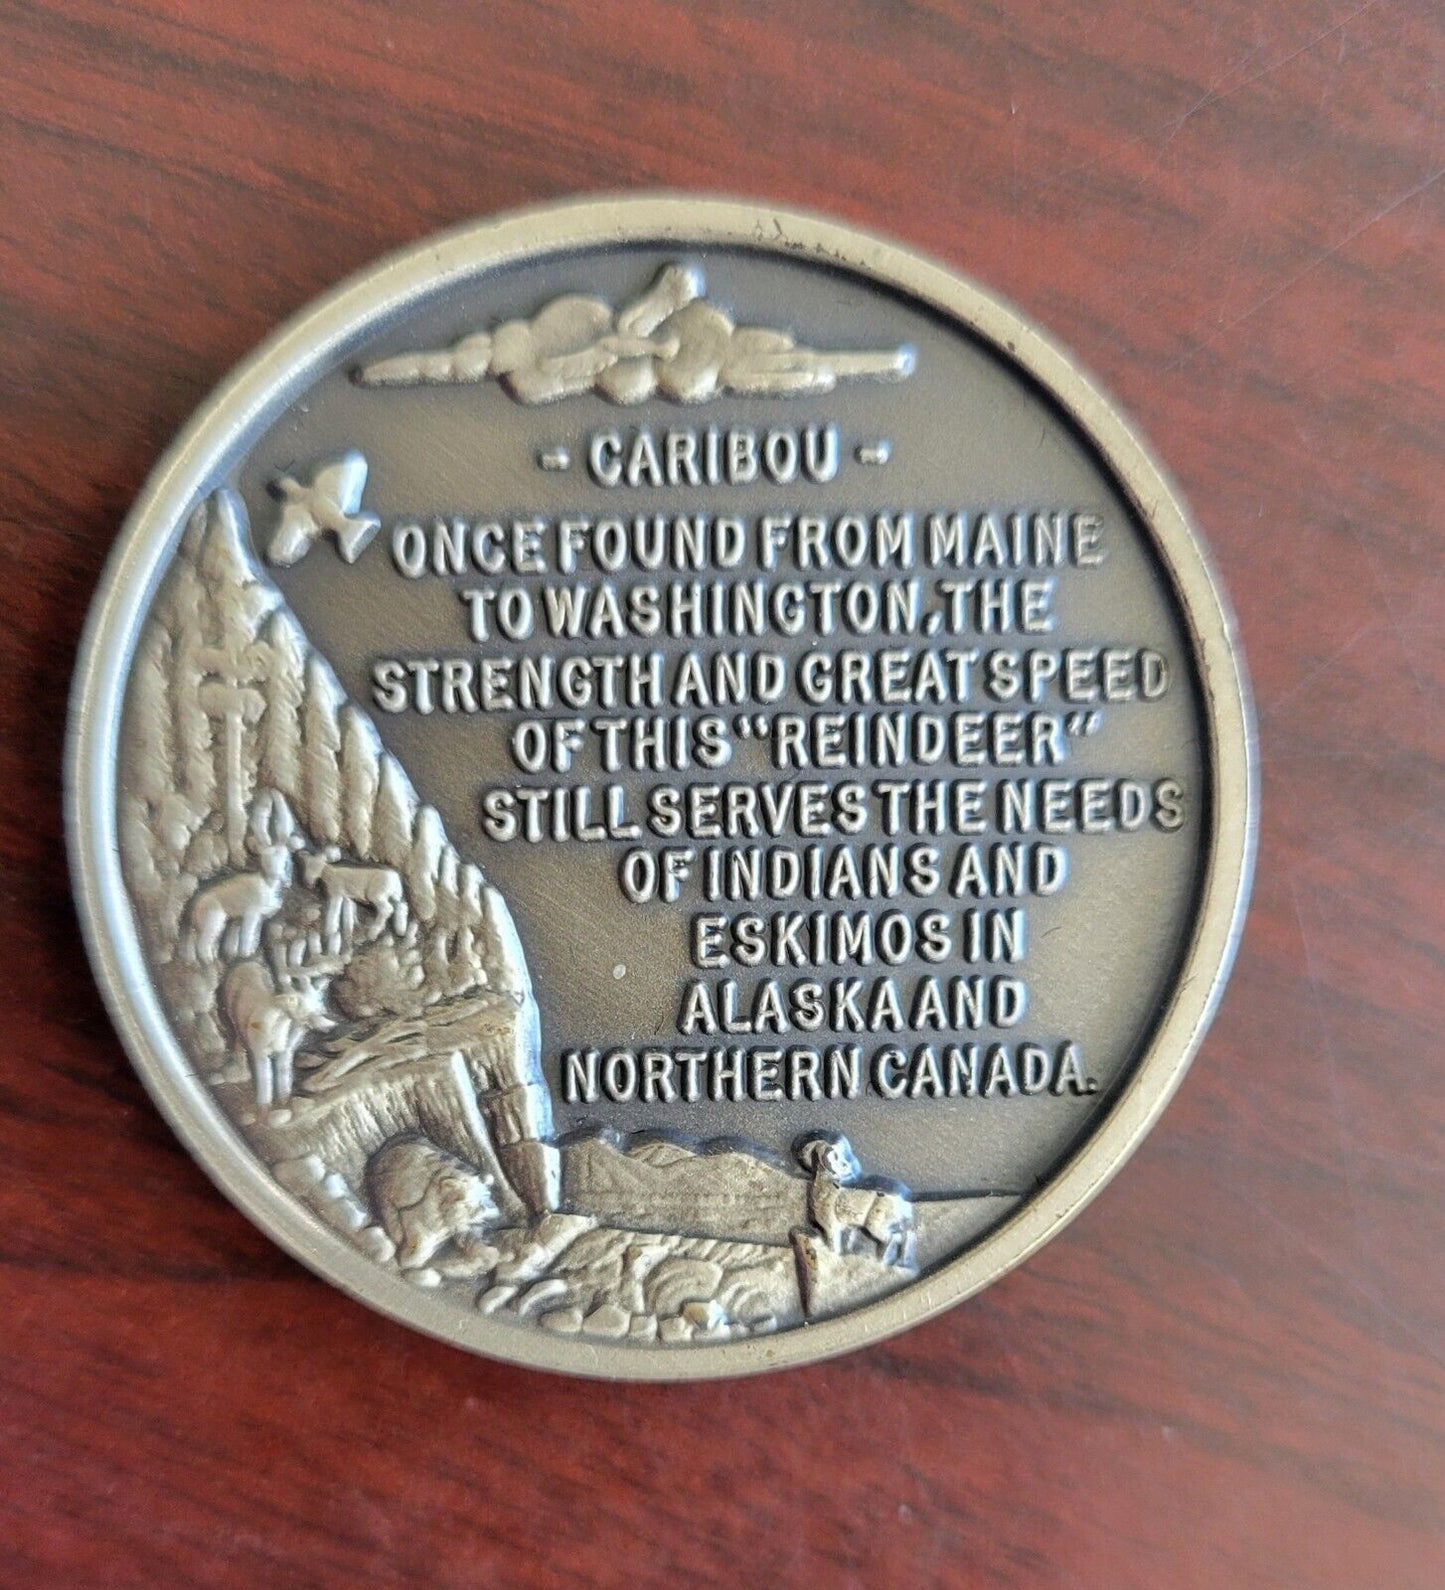 - CARIBOU -
ONCE FOUND FROM MAINE
TO WASHINGTON, THE
STRENGTH AND GREAT SPEED
OF THIS "REINDEER"
STILL SERVES THE NEEDS
OF INDIANS AND
ESKIMOS IN
ALASKA AND
NORTHERN CANADA.